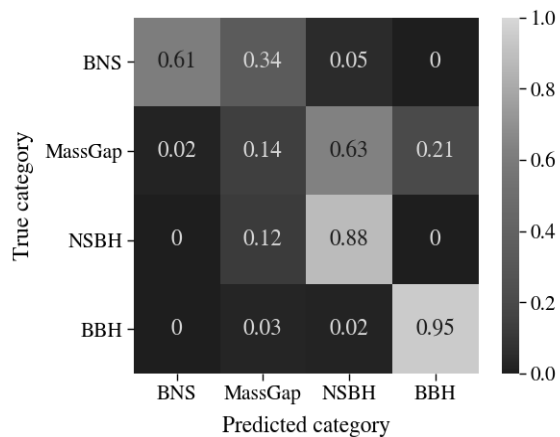 True category
BNS 0.61 0.34 0.05 0
MassGap 0.02 0.14 0.63 0.21
NSBH 0 0.12 0.88 0
BBH 0 0.03 0.02 0.95
BNS MassGap NSBH BBH
Predicted category
1.0
0.8
0.6
0.4
0.2
0.0